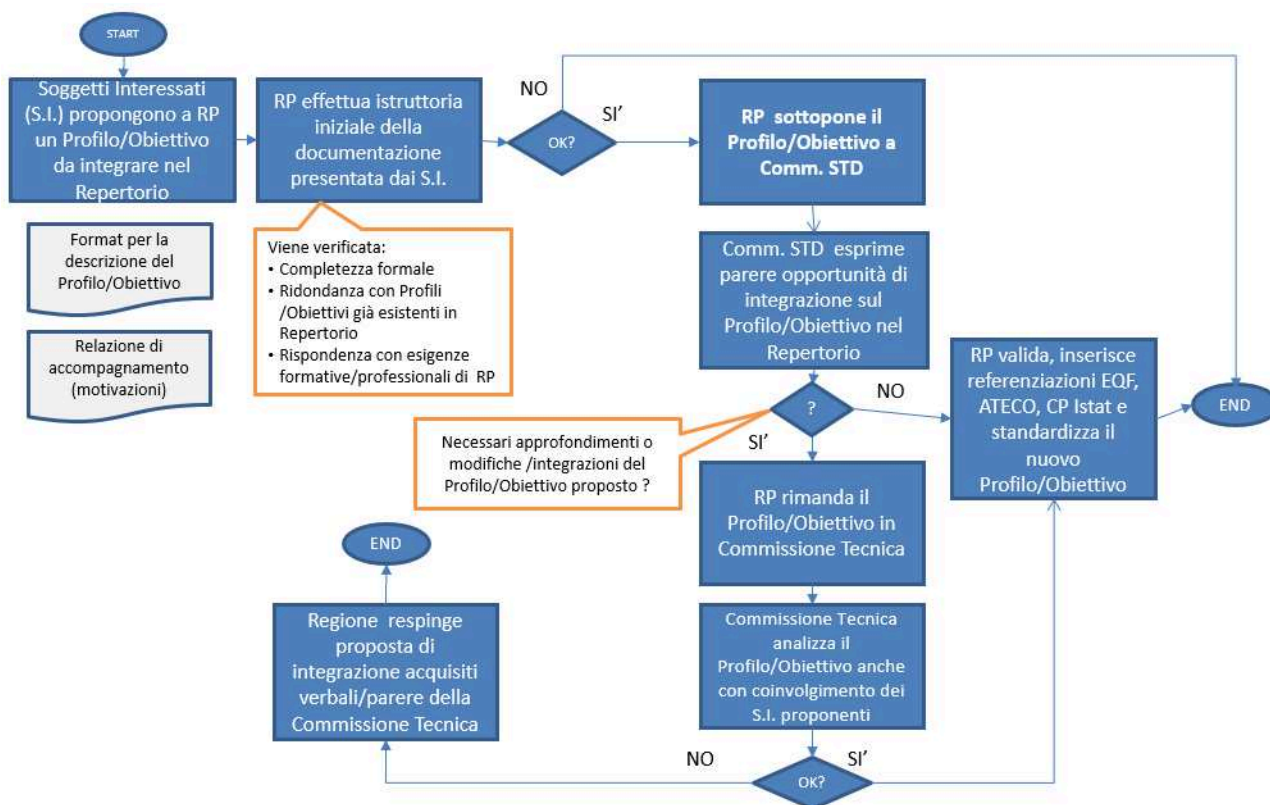 START
Soggetti Interessati
(S.I.) propongono a RP
un Profilo/Obiettivo
da integrare nel
Repertorio
RP effettua istruttoria
iniziale della
documentazione
presentata dai S.I.
OK?
NO
SI’
RP sottopone il
Profilo/Obiettivo a
Comm. STD
Format per la
descrizione del
Profilo/Obiettivo
Relazione di
accompagnamento
(motivazioni)
Viene verificata:
• Completezza formale
• Ridondanza con Profili
/Obiettivi già esistenti in
Repertorio
• Rispondenza con esigenze
formative/professionali di RP
Comm. STD esprime
parere opportunità di
integrazione sul
Profilo/Obiettivo nel
Repertorio
?
NO
SI’
Necessari approfondimenti o
modifiche /integrazioni del
Profilo/Obiettivo proposto ?
RP valida, inserisce
referenziazioni EQF,
ATECO, CP Istat e
standardizza il
nuovo
Profilo/Obiettivo
END
RP rimanda il
Profilo/Obiettivo in
Commissione Tecnica
Commissione Tecnica
analizza il
Profilo/Obiettivo anche
con coinvolgimento dei
S.I. proponenti
OK?
NO
SI’
Regione respinge
proposta di
integrazione acquisiti
verbali/parere della
Commissione Tecnica
END